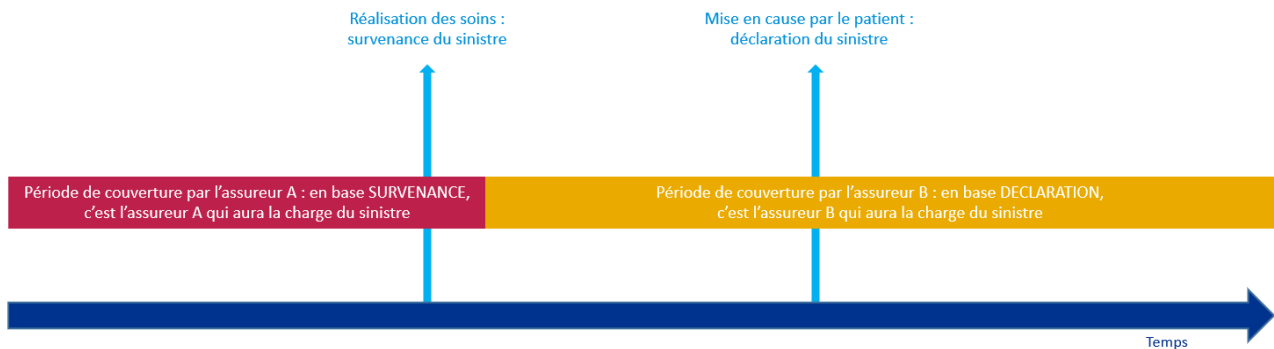 Réalisation des soins :
survenance du sinistre
Mise en cause par le patient :
déclaration du sinistre
Période de couverture par l'assureur A : en base SURVENANCE,
c'est l'assureur A qui aura la charge du sinistre
Période de couverture par l'assureur B : en base DECLARATION,
c'est l'assureur B qui aura la charge du sinistre
Temps